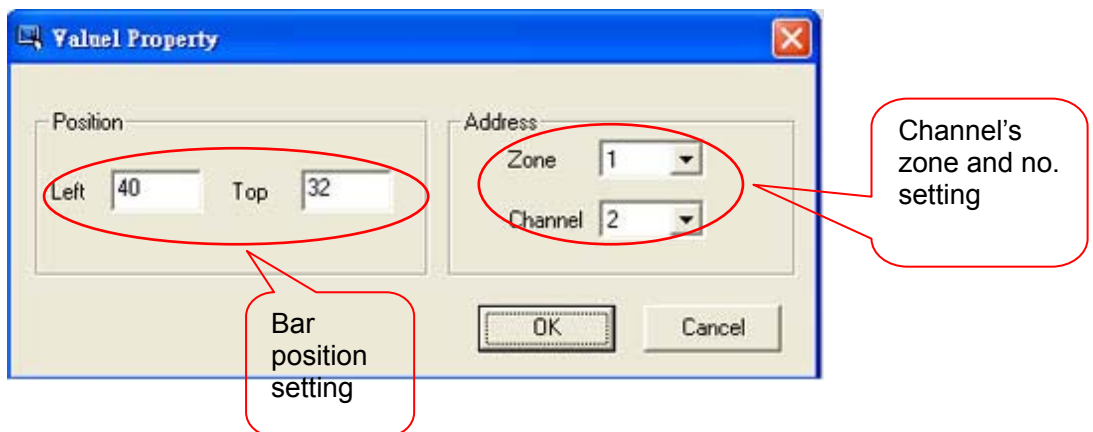 Value1 Property
Position
Left 40 Top 32
Address
Zone 1
Channel 2
OK Cancel
Bar
position
setting
Channel's
zone and no.
setting